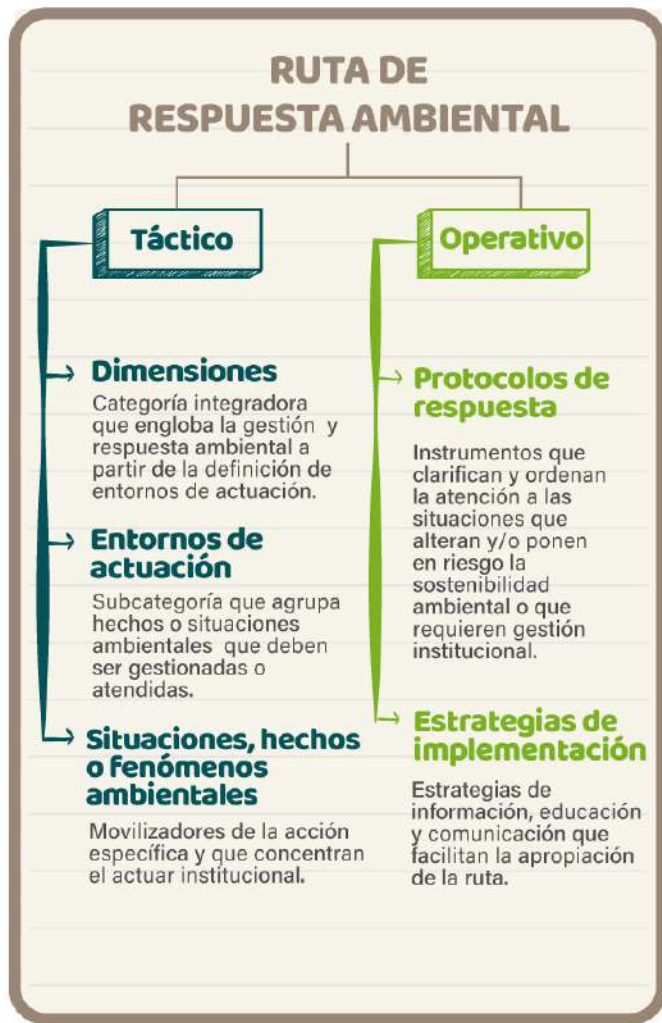 RUTA DE
RESPUESTA AMBIENTAL
Táctico
Dimensiones
Categoría integradora
que engloba la gestión y
respuesta ambiental a
partir de la definición de
entornos de actuación.
Entornos de
actuación
Subcategoría que agrupa
hechos o situaciones
ambientales que deben
ser gestionadas o
atendidas.
Situaciones, hechos
o fenómenos
ambientales
Movilizadores de la acción
específica y que concentran
el actuar institucional.
Operativo
Protocolos de
respuesta
Instrumentos que
clarifican y ordenan
la atención a las
situaciones que
alteran y/o ponen
en riesgo la
sostenibilidad
ambiental o que
requieren gestión
institucional.
Estrategias de
implementación
Estrategias de
información, educación
y comunicación que
facilitan la apropiación
de la ruta.